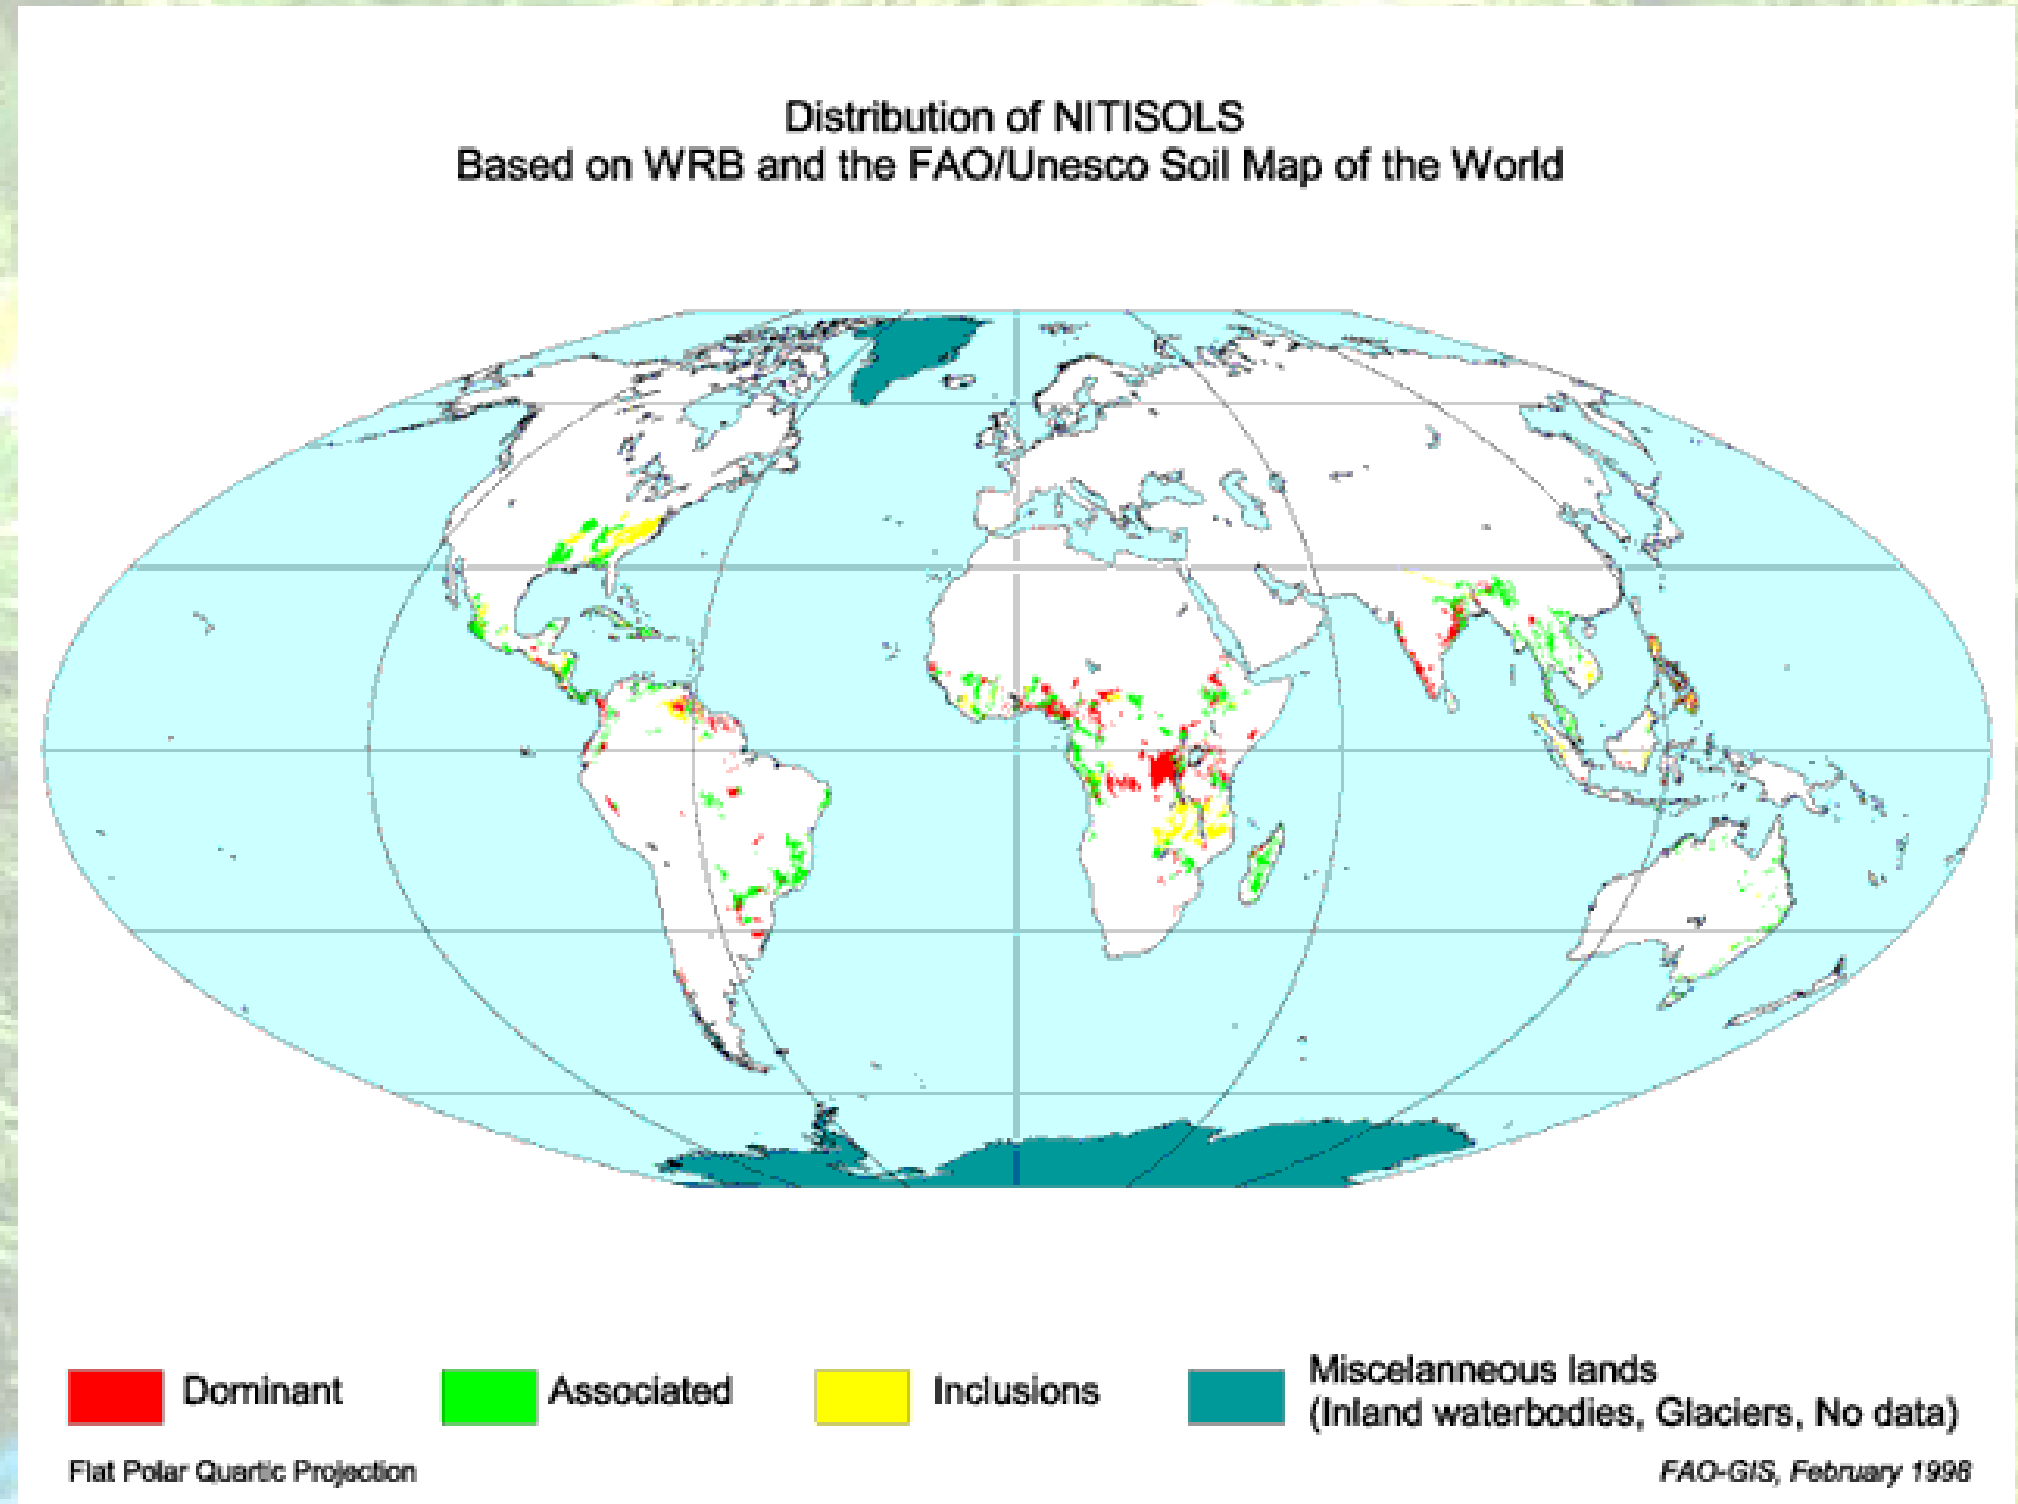 Distribution of NITISOLS
Based on WRB and the FAO/Unesco Soil Map of the World
Dominant
Associated
Inclusions
Miscelanneous lands
(Inland waterbodies, Glaciers, No data)
Flat Polar Quartic Projection
FAO-GIS, February 1998